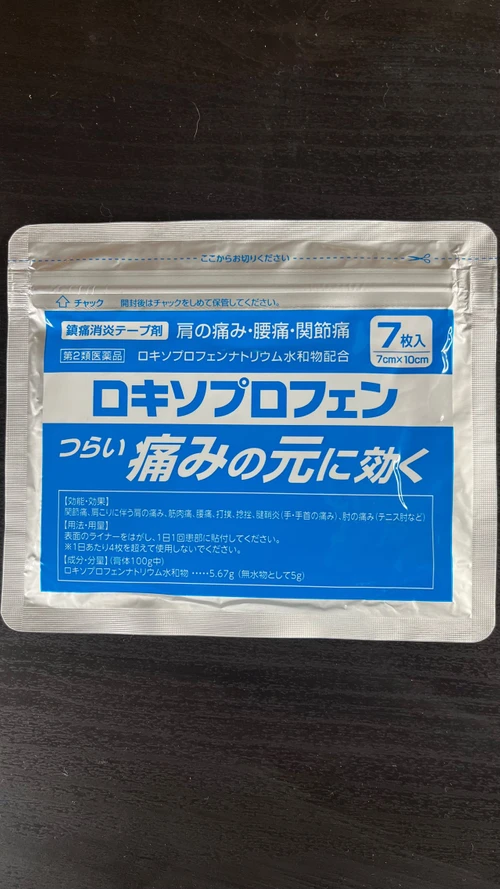 ここからお切りください
チャック 開封後はチャックをしめて保管してください。
鎮痛消炎テープ剤 肩の痛み・腰痛・関節痛
7枚入
7cm×10cm
第2類医薬品 ロキソプロフェンナトリウム水和物配合
ロキソプロフェン
つらい痛みの元に効く
【効能・効果】
関節痛、肩こりに伴う肩の痛み、筋肉痛、腰痛、打撲、捻挫、腱鞘炎(手・手首の痛み)、肘の痛み(テニス肘など)
【用法・用量】
表面のライナーをはがし、1日1回患部に貼付してください。
※1日あたり4枚を超えて使用しないでください。
【成分・分量】(膏体100g中)
ロキソプロフェンナトリウム水和物 ・・・・・5.67g (無水物として5g)